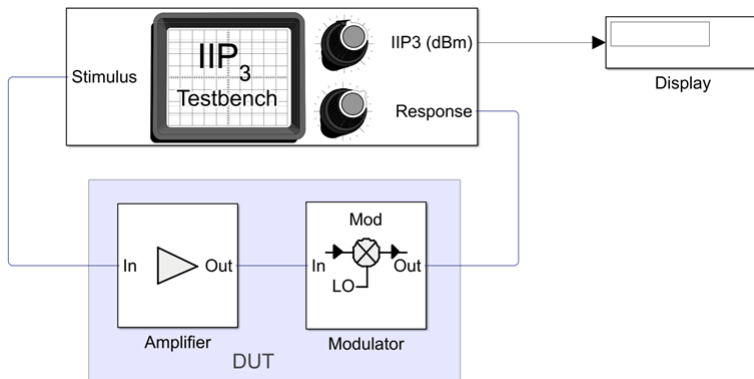 Stimulus
IIP3
Testbench
IIP3 (dBm)
Response
Display
In
Out
Amplifier
Mod
In
Out
LO
Modulator
DUT